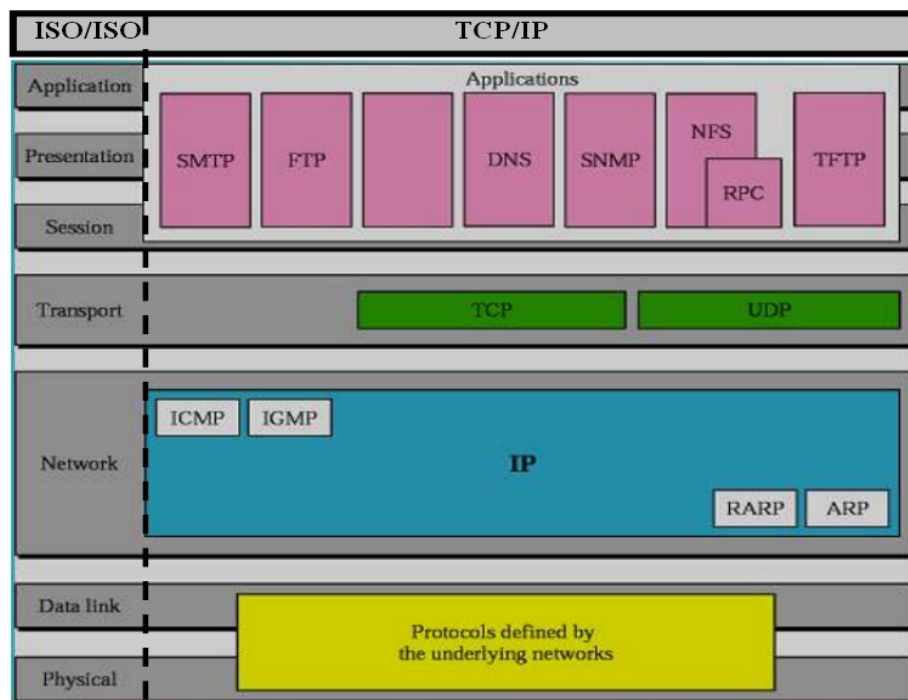 ISO/ISO TCP/IP
Application
Applications
Presentation
SMTP FTP DNS SNMP NFS RPC TFTP
Session
Transport TCP UDP
ICMP IGMP
Network IP
RARP ARP
Data link
Protocols defined by
the underlying networks
Physical